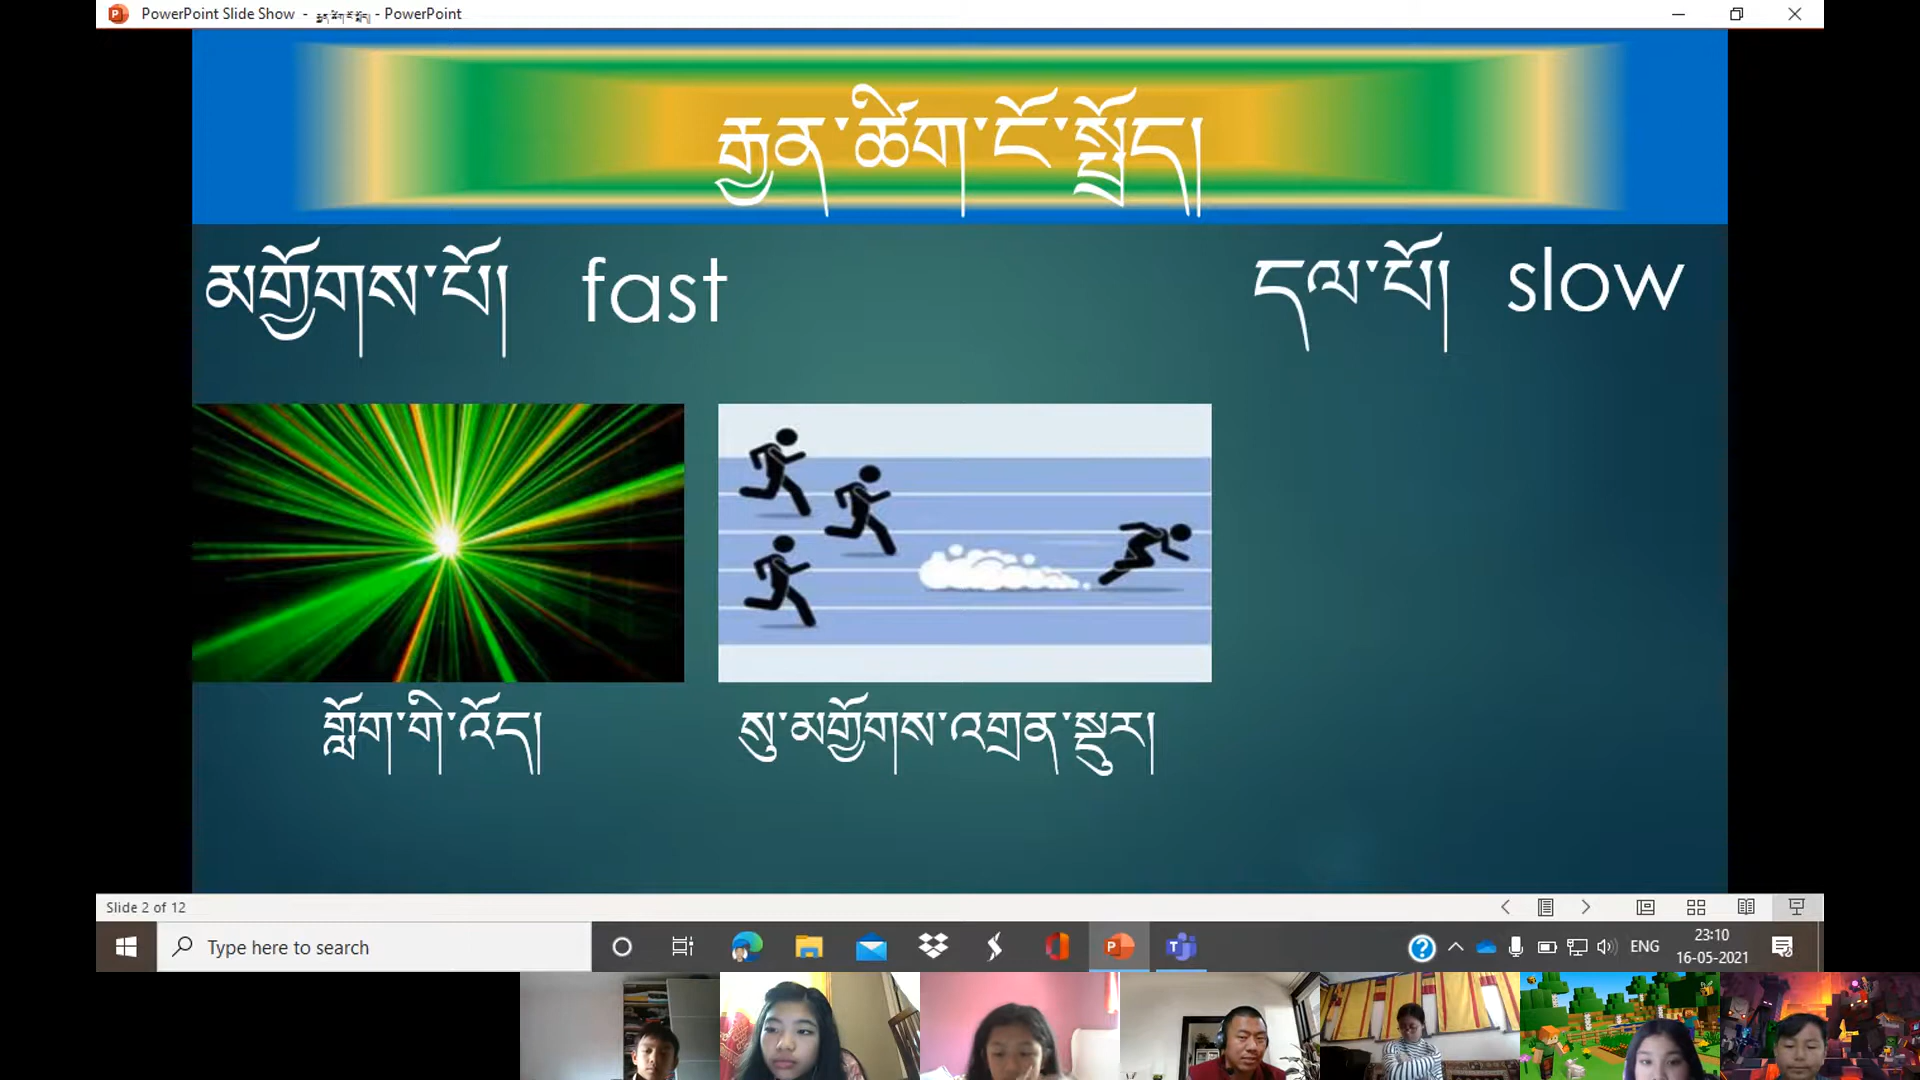 PowerPoint Slide Show - རྒྱན་ཚིག་ངོ་སྤྲོད། - PowerPoint
རྒྱན་ཚིག་ངོ་སྤྲོད།
མགྱོགས་པོ། fast
དལ་པོ། slow
གློག་གི་འོད།
སུ་མགྱོགས་འགྲན་སྡུར།
Slide 2 of 12
Type here to search
ENG
23:10
16-05-2021